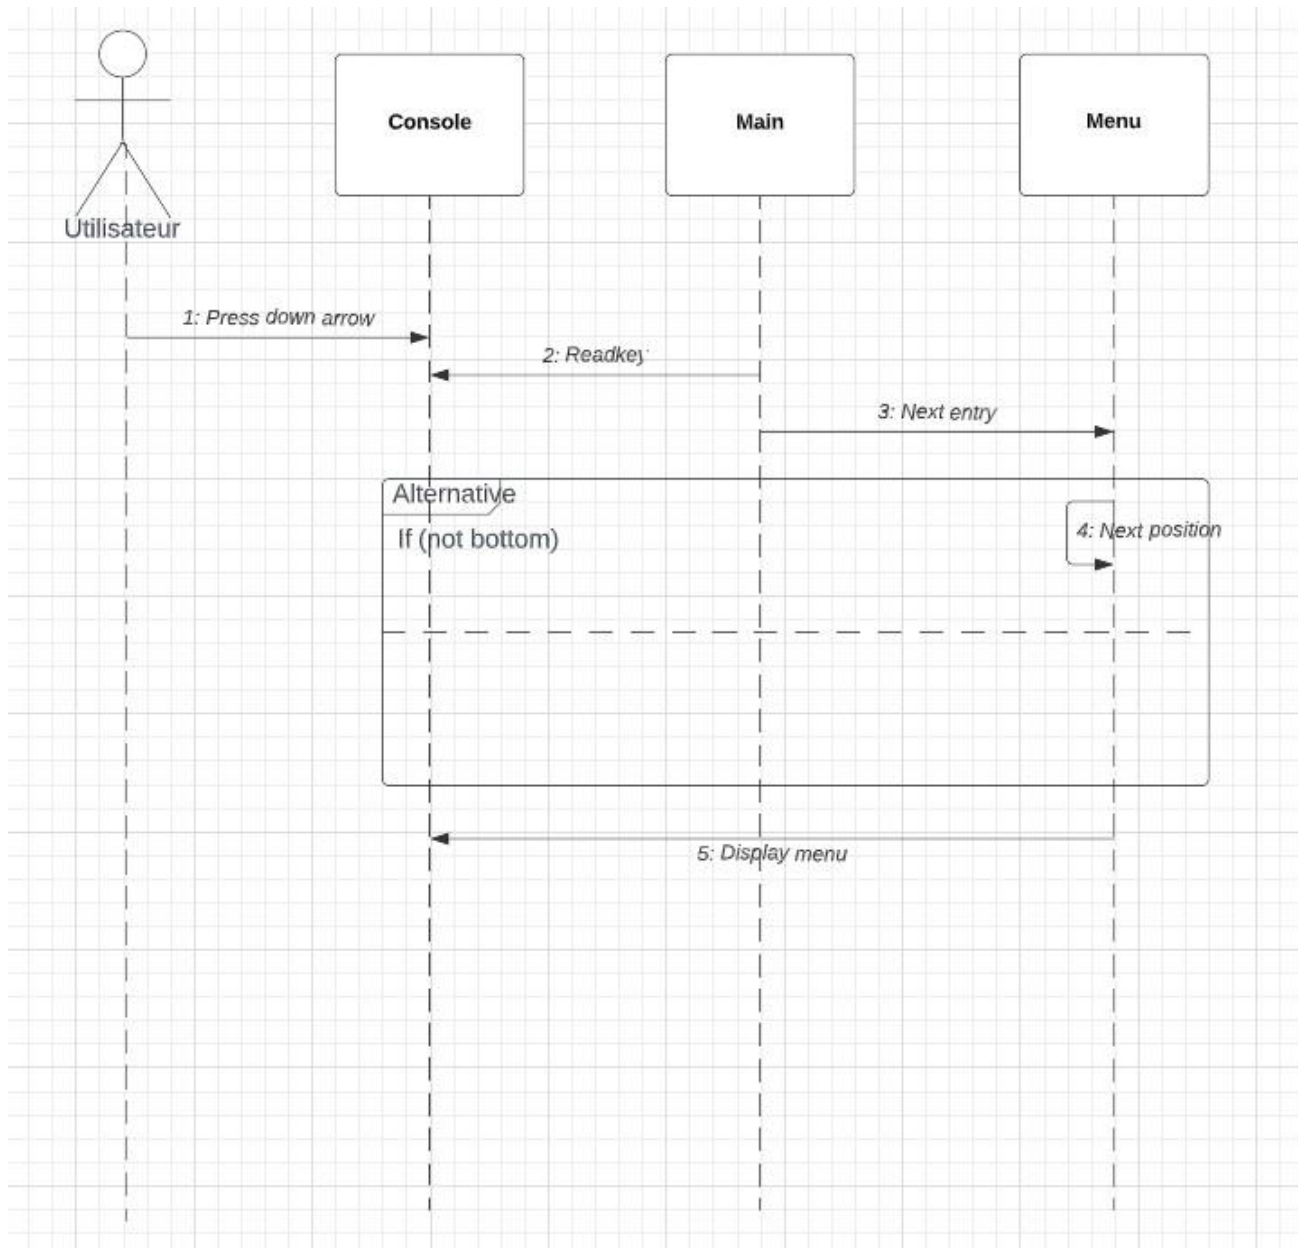 Console
Main
Menu
Utilisateur
1: Press down arrow
2: Readkey
3: Next entry
Alternative
If (not bottom)
4: Next position
5: Display menu